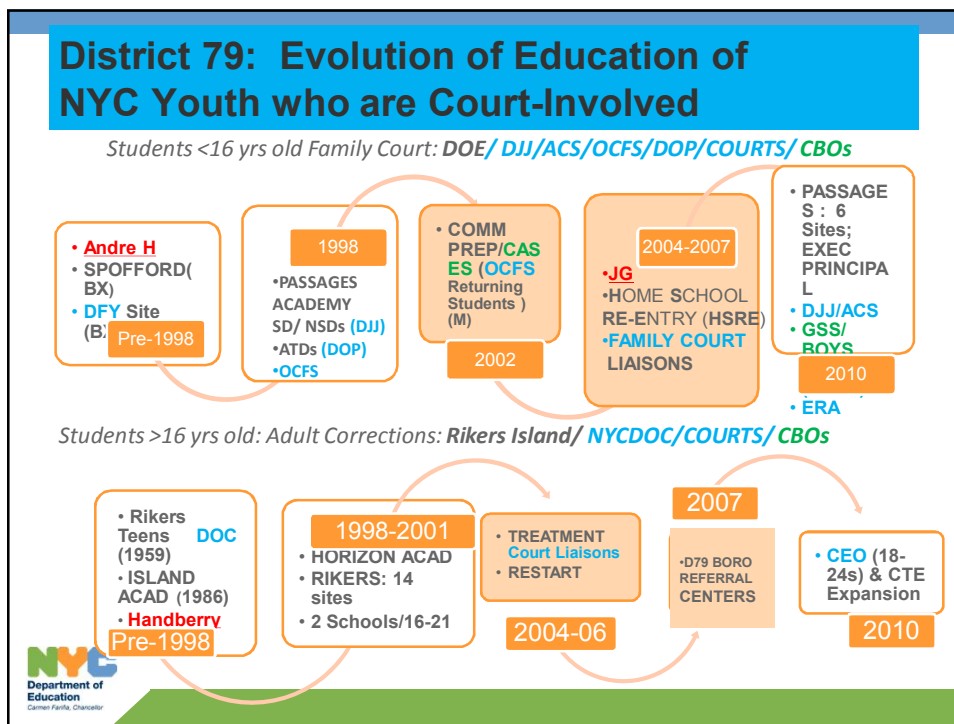 District 79:  Evolution of Education of
NYC Youth who are Court-Involved
Students <16 yrs old Family Court: DOE/ DJJ/ACS/OCFS/DOP/COURTS/ CBOs
• Andre H
• SPOFFORD(
BX)
• DFY Site
Pre-1998
1998
•PASSAGES
ACADEMY
SD/ NSDs (DJJ)
•ATDs (DOP)
•OCFS
• COMM
PREP/CAS
ES (OCFS
Returning
Students )
(M)
2002
2004-2007
•JG
•HOME SCHOOL
RE-ENTRY (HSRE)
•FAMILY COURT
LIAISONS
• PASSAGE
S : 6
Sites;
EXEC
PRINCIPA
L
• DJJ/ACS
• GSS/
BOYS
2010
• ERA
Students >16 yrs old: Adult Corrections: Rikers Island/ NYCDOC/COURTS/ CBOs
• Rikers
Teens DOC
(1959)
• ISLAND
ACAD (1986)
• Handberry
Pre-1998
1998-2001
• HORIZON ACAD
• RIKERS: 14
sites
• 2 Schools/16-21
• TREATMENT
Court Liaisons
• RESTART
2004-06
2007
•D79 BORO
REFERRAL
CENTERS
• CEO (18-
24s) & CTE
Expansion
2010
NYC
Department of
Education
Carmen Fariña, Chancellor